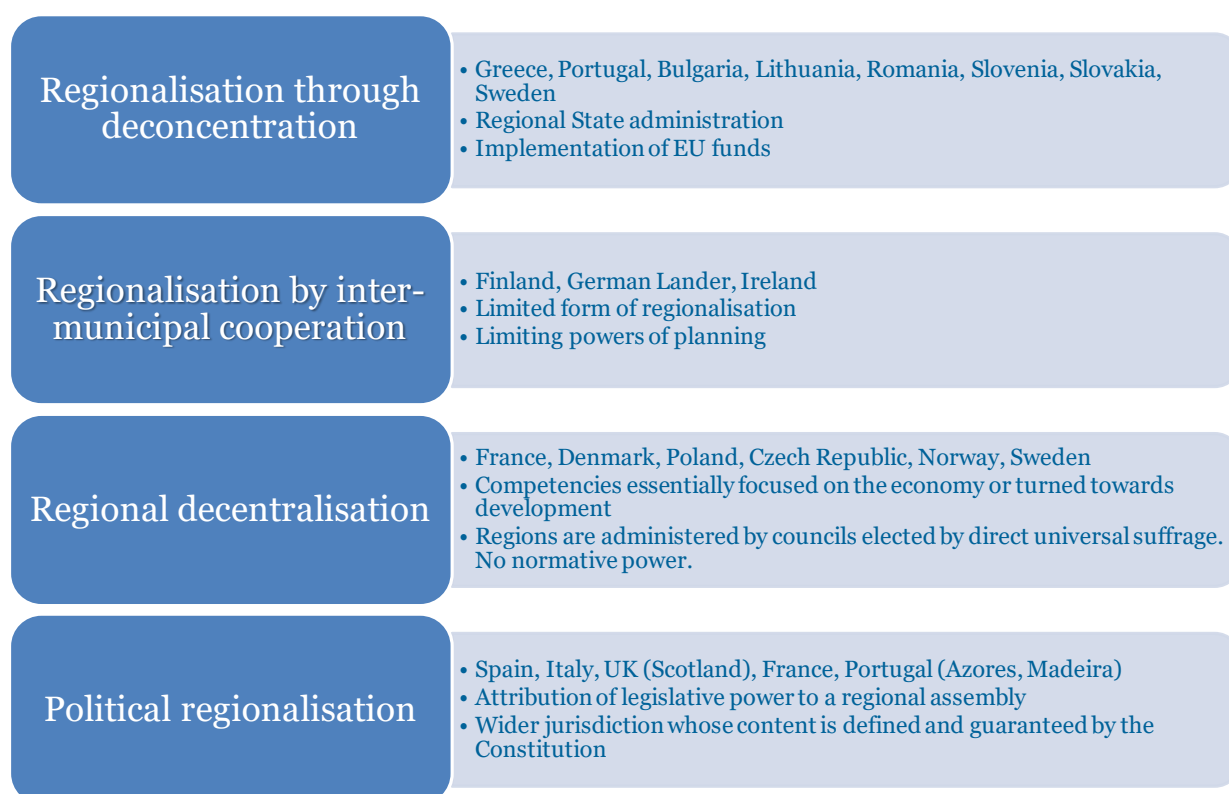 Regionalisation through
deconcentration
• Greece, Portugal, Bulgaria, Lithuania, Romania, Slovenia, Slovakia,
Sweden
• Regional State administration
• Implementation of EU funds
Regionalisation by inter-
municipal cooperation
• Finland, German Lander, Ireland
• Limited form of regionalisation
• Limiting powers of planning
Regional decentralisation
• France, Denmark, Poland, Czech Republic, Norway, Sweden
• Competencies essentially focused on the economy or turned towards
development
• Regions are administered by councils elected by direct universal suffrage.
No normative power.
Political regionalisation
• Spain, Italy, UK (Scotland), France, Portugal (Azores, Madeira)
• Attribution of legislative power to a regional assembly
• Wider jurisdiction whose content is defined and guaranteed by the
Constitution